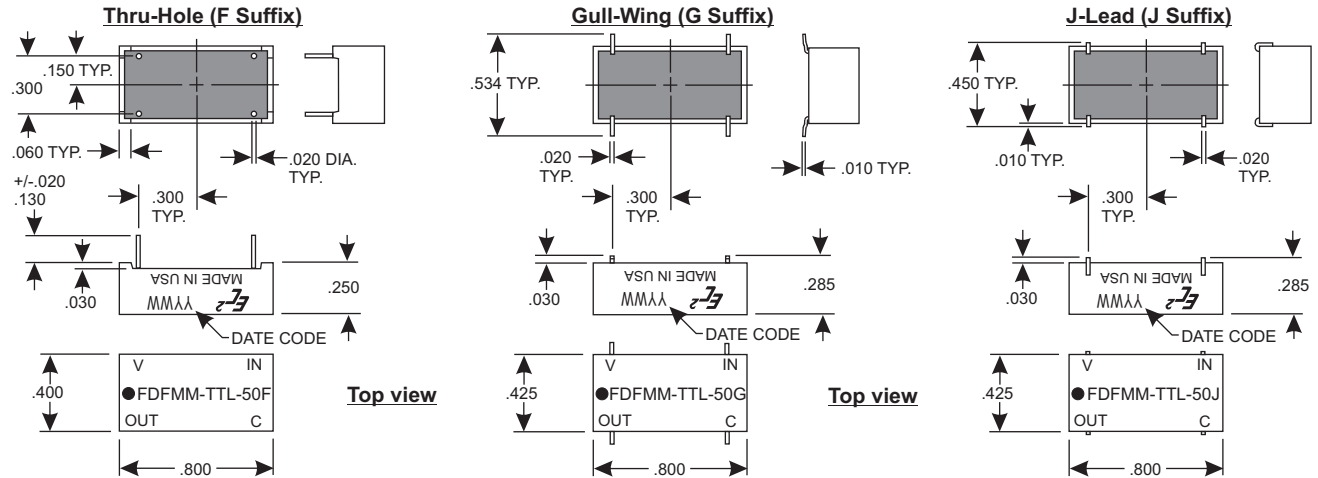 Thru-Hole (F Suffix)
.150 TYP.
.300
.060 TYP.
.020 DIA.
TYP.
+/-.020
.130
.300
TYP.
.030
MADE IN USA
YYWW
EC²
.250
DATE CODE
.400
V IN
FDFMM-TTL-50F
OUT C
.800
Top view
Gull-Wing (G Suffix)
.534 TYP.
.020
TYP.
.010 TYP.
.300
TYP.
.030
MADE IN USA
YYWW
EC²
.285
DATE CODE
.425
V IN
FDFMM-TTL-50G
OUT C
.800
Top view
J-Lead (J Suffix)
.450 TYP.
.010 TYP.
.020
TYP.
.300
TYP.
.030
MADE IN USA
YYWW
EC²
.285
DATE CODE
.425
V IN
FDFMM-TTL-50J
OUT C
.800